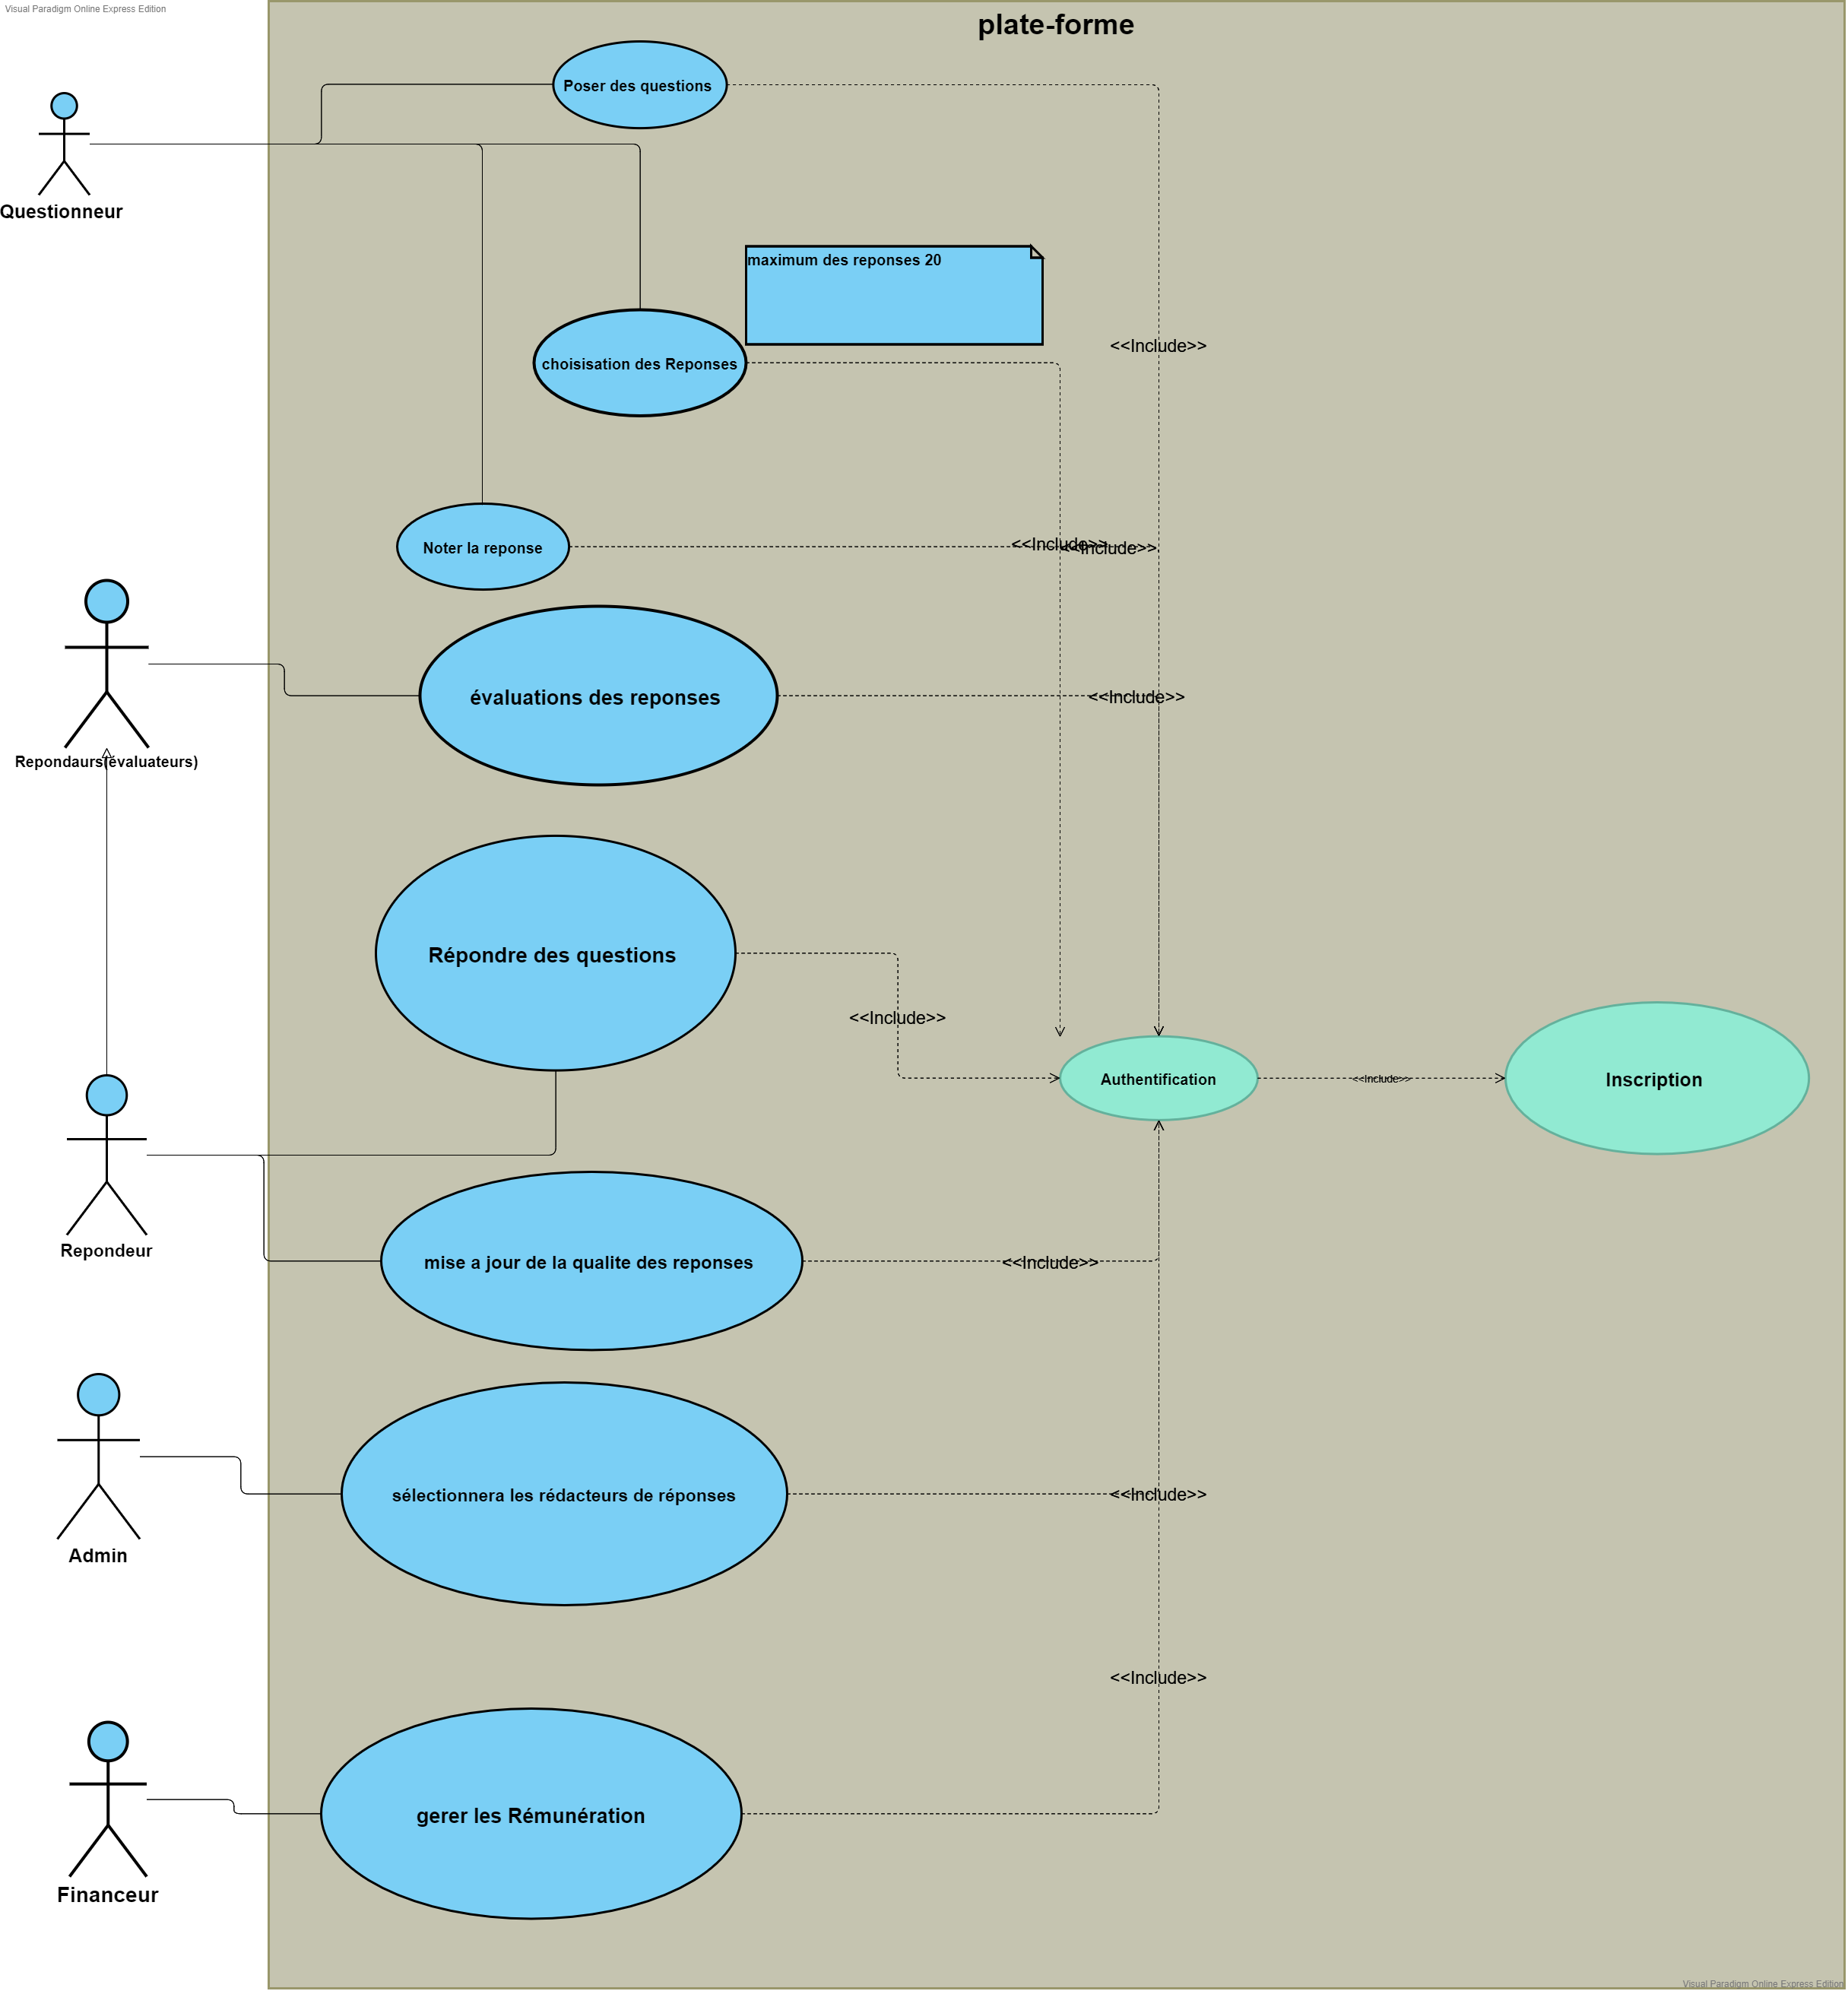 Visual Paradigm Online Express Edition
plate-forme
Poser des questions
Questionneur
maximum des reponses 20
<<Include>>
choisisation des Reponses
<<Include>>
<<Include>>
Noter la reponse
évaluations des reponses
<<Include>>
Repondaurs(évaluateurs)
Répondre des questions
<<Include>>
Authentification
<<Include>>
Inscription
Repondeur
mise a jour de la qualite des reponses
<<Include>>
sélectionnera les rédacteurs de réponses
<<Include>>
Admin
<<Include>>
gerer les Rémunération
Financeur
Visual Paradigm Online Express Edition